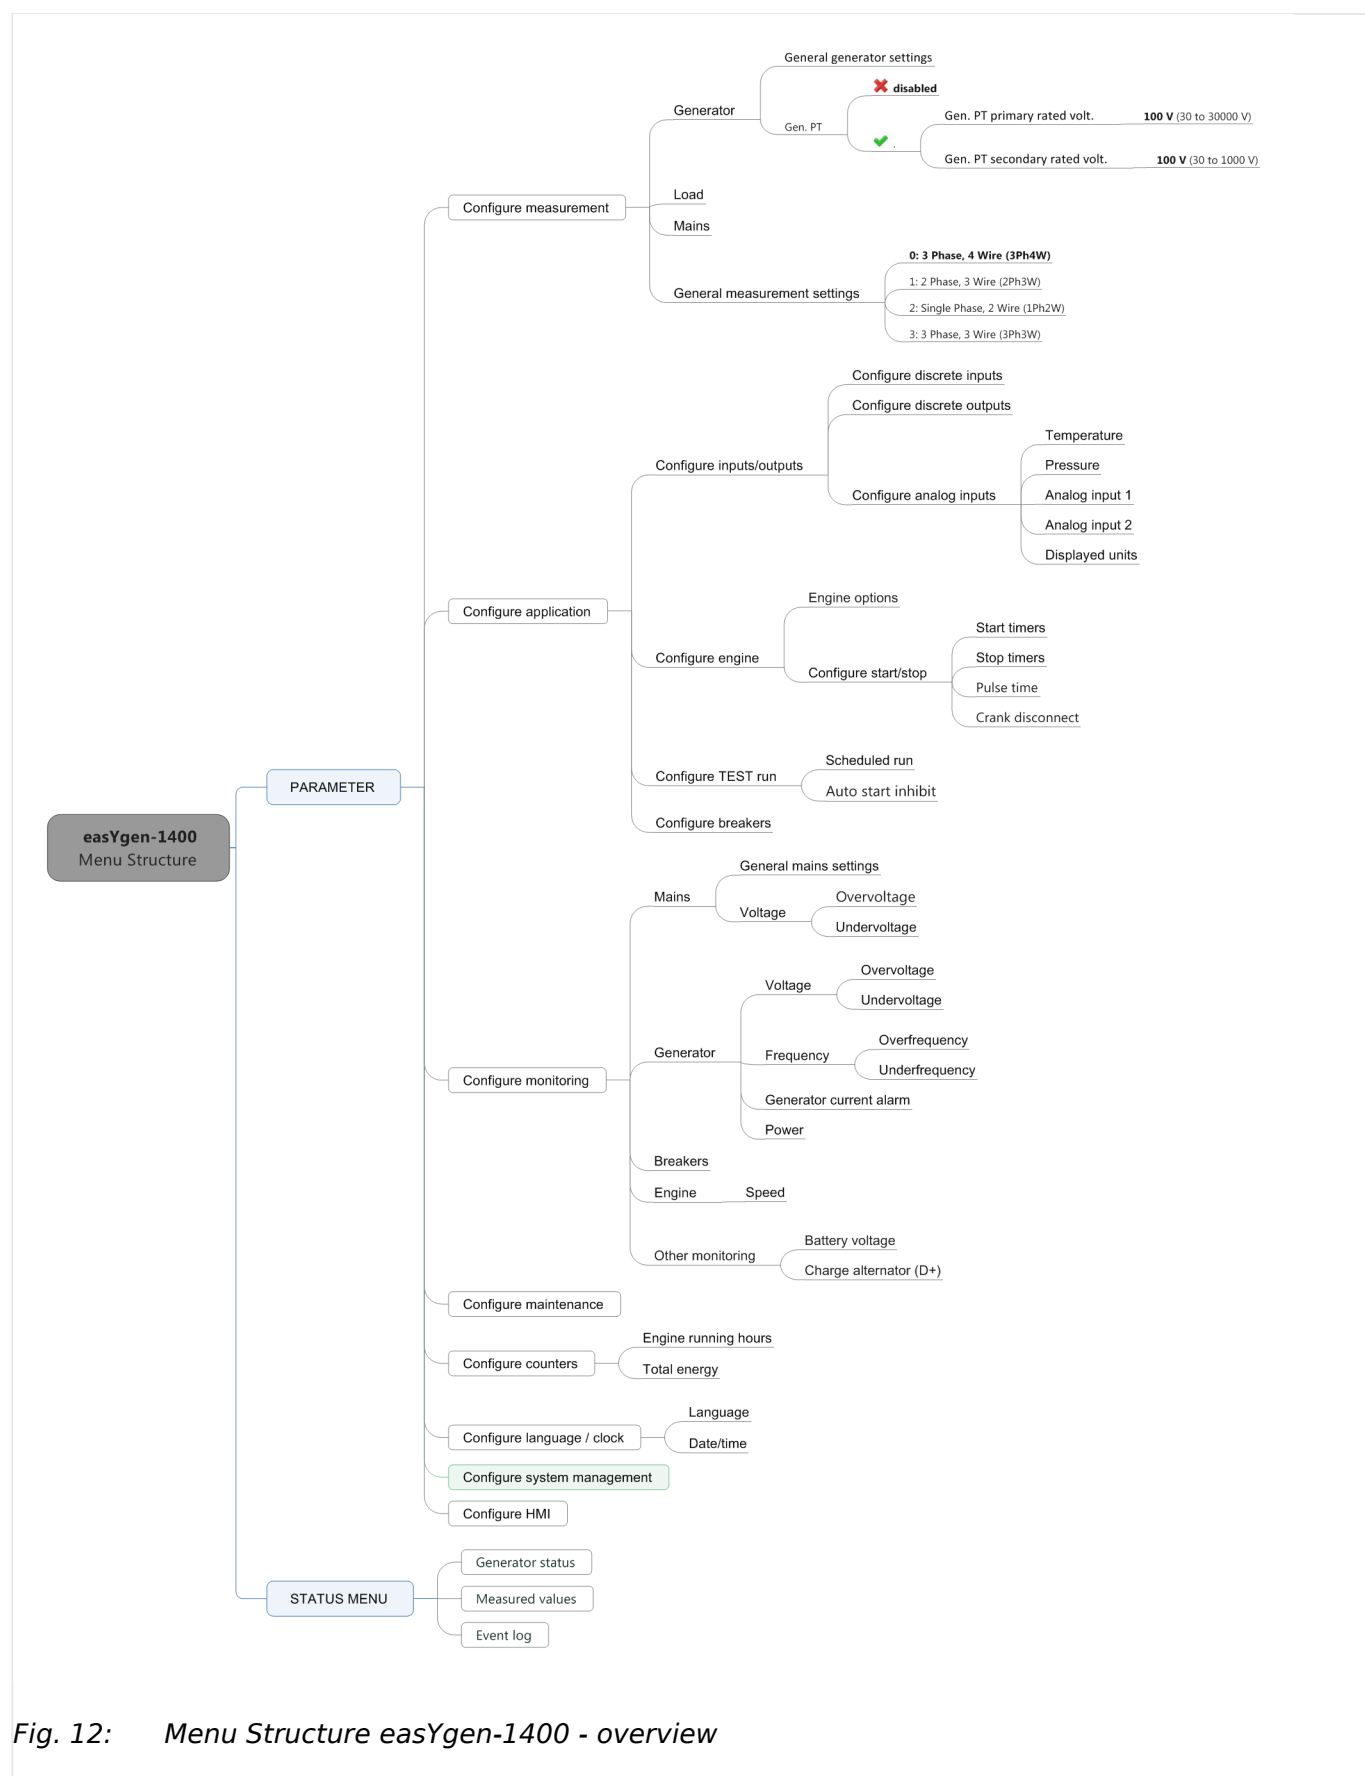 General generator settings
disabled
Generator
Gen. PT
Gen. PT primary rated volt.
100 V (30 to 30000 V)
Gen. PT secondary rated volt.
100 V (30 to 1000 V)
Configure measurement
Load
Mains
General measurement settings
0: 3 Phase, 4 Wire (3Ph4W)
1: 2 Phase, 3 Wire (2Ph3W)
2: Single Phase, 2 Wire (1Ph2W)
3: 3 Phase, 3 Wire (3Ph3W)
Configure discrete inputs
Configure discrete outputs
Configure inputs/outputs
Configure analog inputs
Temperature
Pressure
Analog input 1
Analog input 2
Displayed units
Configure application
Engine options
Configure engine
Configure start/stop
Start timers
Stop timers
Pulse time
Crank disconnect
Configure TEST run
Scheduled run
Auto start inhibit
Configure breakers
PARAMETER
easYgen-1400
Menu Structure
Mains
General mains settings
Voltage
Overvoltage
Undervoltage
Configure monitoring
Generator
Voltage
Overvoltage
Undervoltage
Frequency
Overfrequency
Underfrequency
Generator current alarm
Power
Breakers
Engine
Speed
Other monitoring
Battery voltage
Charge alternator (D+)
Configure maintenance
Configure counters
Engine running hours
Total energy
Configure language / clock
Language
Date/time
Configure system management
Configure HMI
STATUS MENU
Generator status
Measured values
Event log
Fig. 12: Menu Structure easYgen-1400 - overview